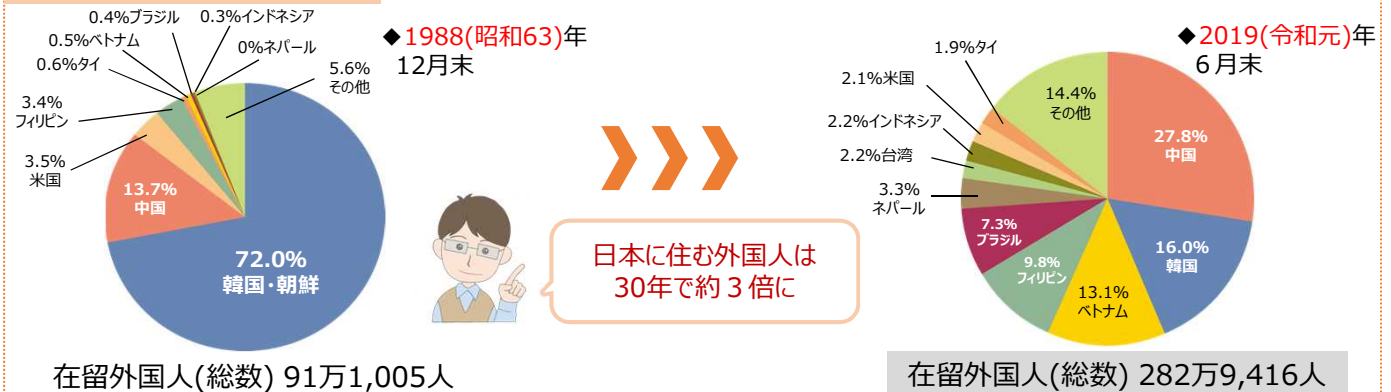 ◆1988(昭和63)年
12月末
0.4%ブラジル
0.3%インドネシア
0.5%ベトナム
0%ネパール
0.6%タイ
5.6%
その他
3.4%
フィリピン
3.5%
米国
13.7%
中国
72.0%
韓国・朝鮮
在留外国人(総数) 91万1,005人
日本に住む外国人は
30年で約３倍に
◆2019(令和元)年
６月末
1.9%タイ
2.1%米国
14.4%
その他
2.2%インドネシア
2.2%台湾
3.3%
ネパール
7.3%
ブラジル
9.8%
フィリピン
13.1%
ベトナム
16.0%
韓国
27.8%
中国
在留外国人(総数) 282万9,416人